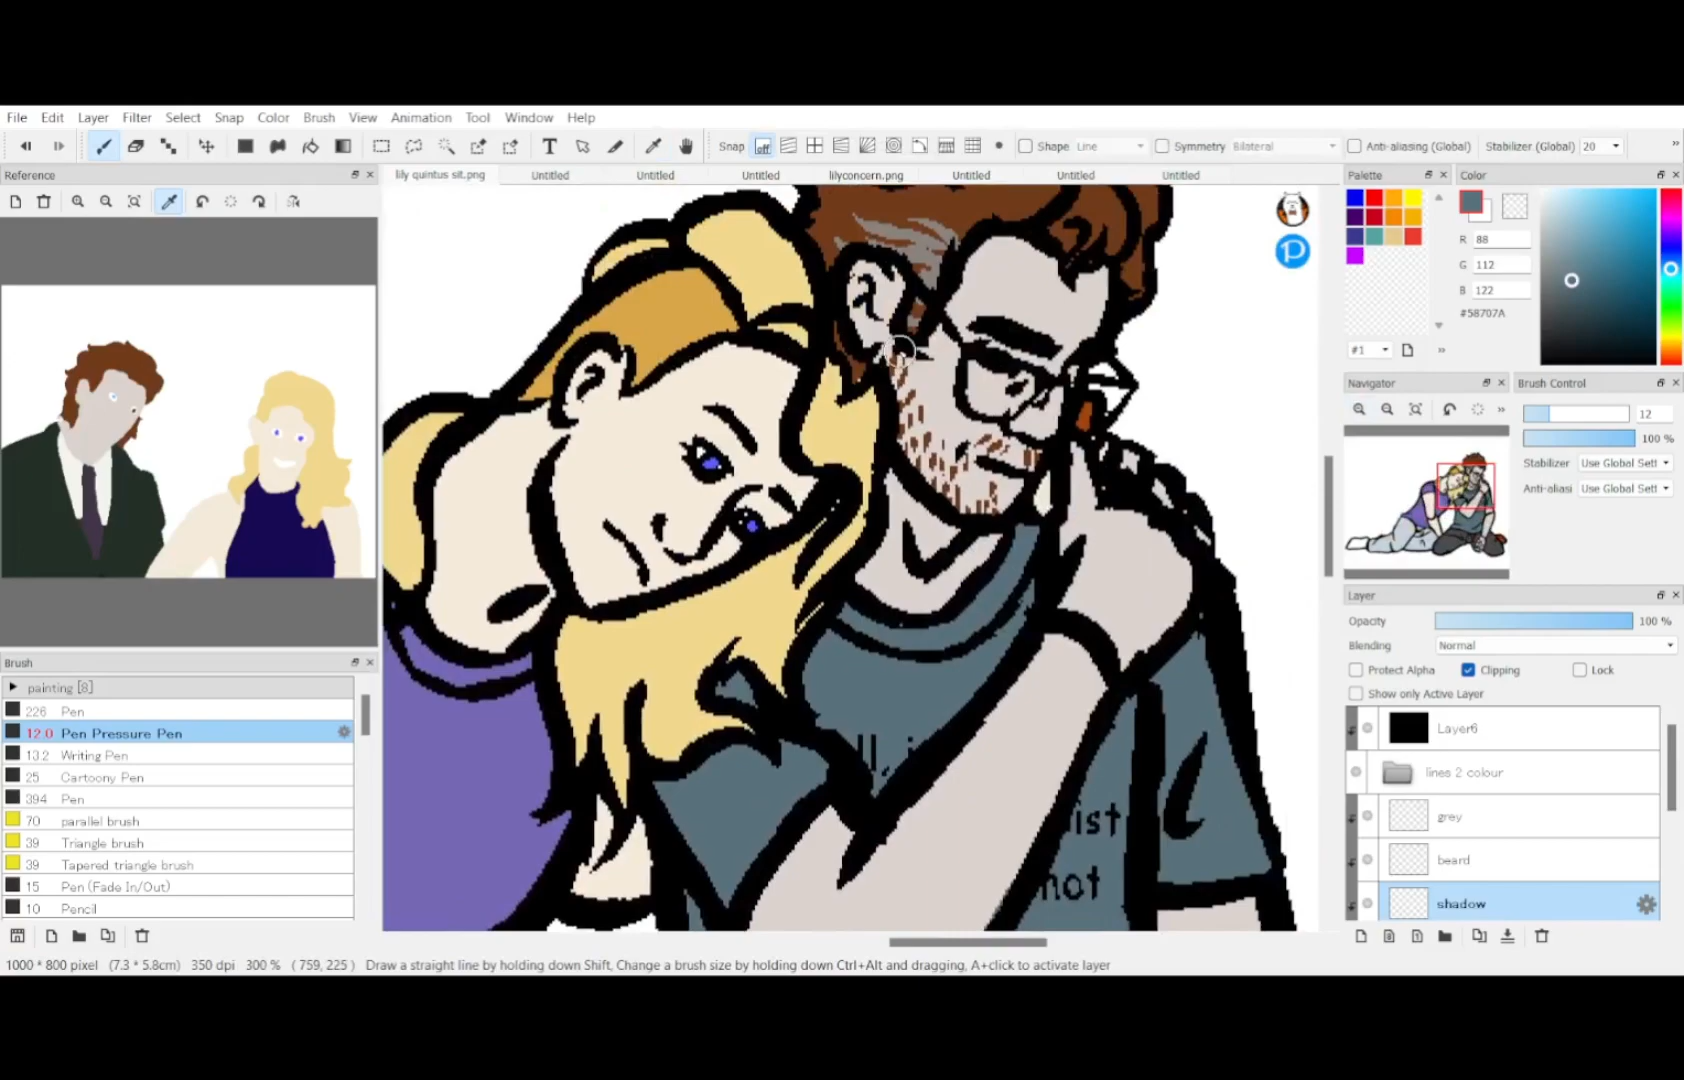 File Edit Layer Filter Select Snap Color Brush View Animation Tool Window Help
Snap off Shape Line Symmetry Bilateral Anti-aliasing (Global) Stabilizer (Global) 20 »
Reference
lily quintus sit.png Untitled Untitled Untitled lilyconcern.png Untitled Untitled Untitled
Palette
Color
R 88
G 112
B 122
#58707A
#1 »
Navigator
»
Brush Control
12
100 %
Stabilizer Use Global Sett
Anti-aliasi Use Global Sett
Layer
Opacity 100 %
Blending Normal
Protect Alpha Clipping Lock
Show only Active Layer
Layer6
lines 2 colour
grey
beard
shadow
Brush
painting [8]
226 Pen
12.0 Pen Pressure Pen
13.2 Writing Pen
25 Cartoony Pen
394 Pen
70 parallel brush
39 Triangle brush
39 Tapered triangle brush
15 Pen (Fade In/Out)
10 Pencil
ist
not
1000 * 800 pixel (7.3 * 5.8cm) 350 dpi 300 % ( 759, 225 ) Draw a straight line by holding down Shift, Change a brush size by holding down Ctrl+Alt and dragging, A+click to activate layer